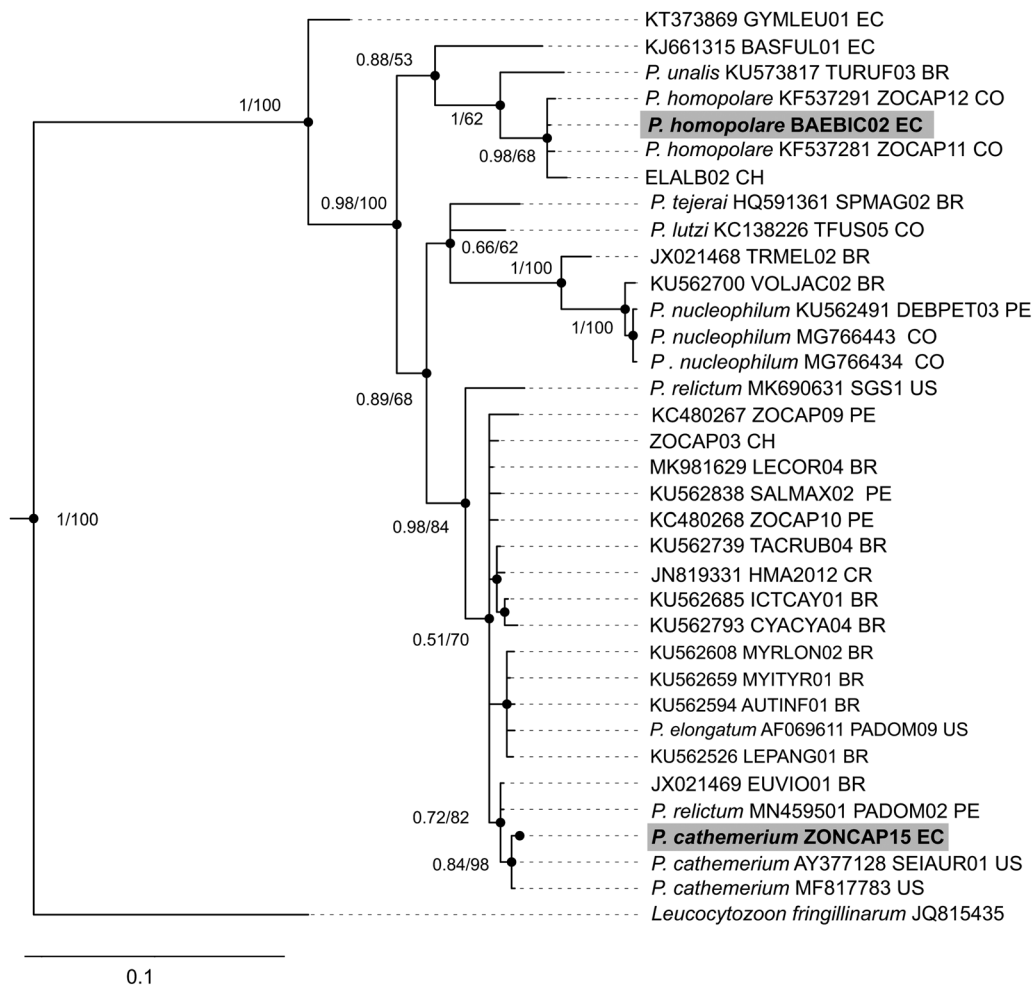 KT373869 GYMLEU01 EC
KJ661315 BASFUL01 EC
0.88/53
P. unalis KU573817 TURUF03 BR
P. homopolare KF537291 ZOCAP12 CO
1/100
1/62
P. homopolare BAEBIC02 EC
P. homopolare KF537281 ZOCAP11 CO
0.98/68
ELALB02 CH
0.98/100
P. tejerai HQ591361 SPMAG02 BR
P. lutzi KC138226 TFUS05 CO
0.66/62
JX021468 TRMEL02 BR
1/100
KU562700 VOLJAC02 BR
P. nucleophilum KU562491 DEBPET03 PE
1/100
P. nucleophilum MG766443 CO
P . nucleophilum MG766434 CO
P. relictum MK690631 SGS1 US
0.89/68
KC480267 ZOCAP09 PE
ZOCAP03 CH
MK981629 LECOR04 BR
KU562838 SALMAX02 PE
KC480268 ZOCAP10 PE
1/100
0.98/84
KU562739 TACRUB04 BR
JN819331 HMA2012 CR
KU562685 ICTCAY01 BR
KU562793 CYACYA04 BR
0.51/70
KU562608 MYRLON02 BR
KU562659 MYITYR01 BR
KU562594 AUTINF01 BR
P. elongatum AF069611 PADOM09 US
KU562526 LEPANG01 BR
JX021469 EUVIO01 BR
P. relictum MN459501 PADOM02 PE
0.72/82
P. cathemerium ZONCAP15 EC
P. cathemerium AY377128 SEIAUR01 US
0.84/98
P. cathemerium MF817783 US
Leucocytozoon fringillinarum JQ815435
0.1